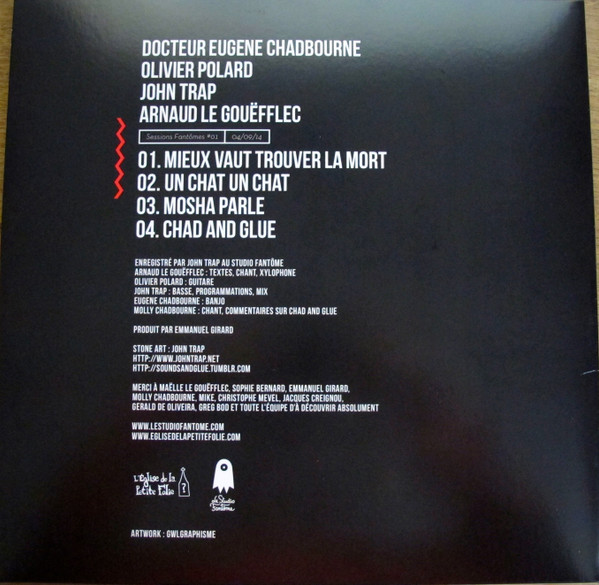 DOCTEUR EUGENE CHADBOURNE
OLIVIER POLARD
JOHN TRAP
ARNAUD LE GOUËFFLEC
Sessions Fantômes #01 04/09/14
01. MIEUX VAUT TROUVER LA MORT
02. UN CHAT UN CHAT
03. MOSHA PARLE
04. CHAD AND GLUE
ENREGISTRÉ PAR JOHN TRAP AU STUDIO FANTÔME
ARNAUD LE GOUËFFLEC : TEXTES, CHANT, XYLOPHONE
OLIVIER POLARD : GUITARE
JOHN TRAP : BASSE, PROGRAMMATIONS, MIX
EUGENE CHADBOURNE : BANJO
MOLLY CHADBOURNE : CHANT, COMMENTAIRES SUR CHAD AND GLUE
PRODUIT PAR EMMANUEL GIRARD
STONE ART : JOHN TRAP
HTTP://WWW.JOHNTRAP.NET
HTTP://SOUNDSANDGLUE.TUMBLR.COM
MERCI À MAËLLE LE GOUËFFLEC, SOPHIE BERNARD, EMMANUEL GIRARD,
MOLLY CHADBOURNE, MIKE, CHRISTOPHE MEVEL, JACQUES CREIGNOU,
GERALD DE OLIVEIRA, GREG BOD ET TOUTE L'ÉQUIPE D'À DÉCOUVRIR ABSOLUMENT
WWW.LESTUDIOFANTOME.COM
WWW.EGLISEDELAPETITEFOLIE.COM
L'Église de la
Petite Folie
?
Le Studio
Fantôme
ARTWORK : GWLGRAPHISME